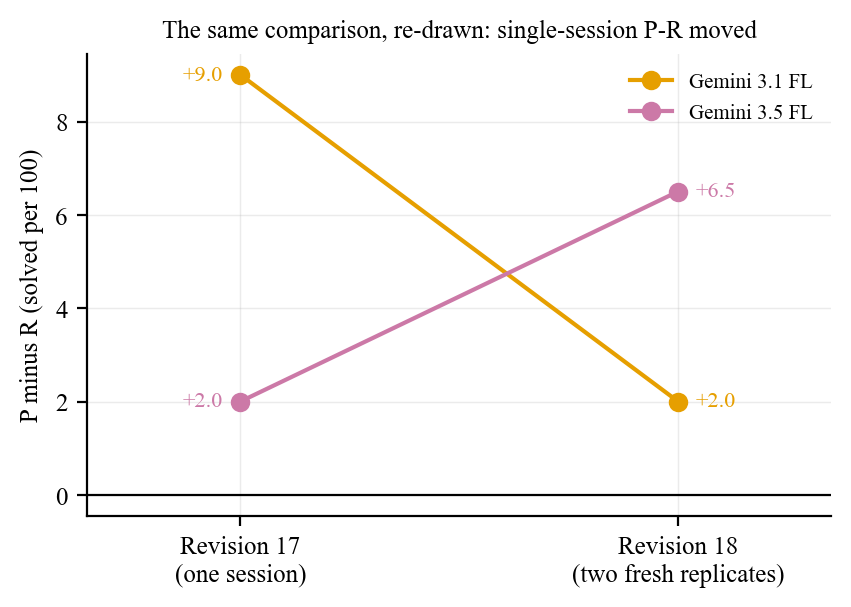 The same comparison, re-drawn: single-session P-R moved
+9.0
Gemini 3.1 FL
Gemini 3.5 FL
8
+6.5
6
P minus R (solved per 100)
4
2
+2.0
+2.0
0
Revision 17
(one session)
Revision 18
(two fresh replicates)